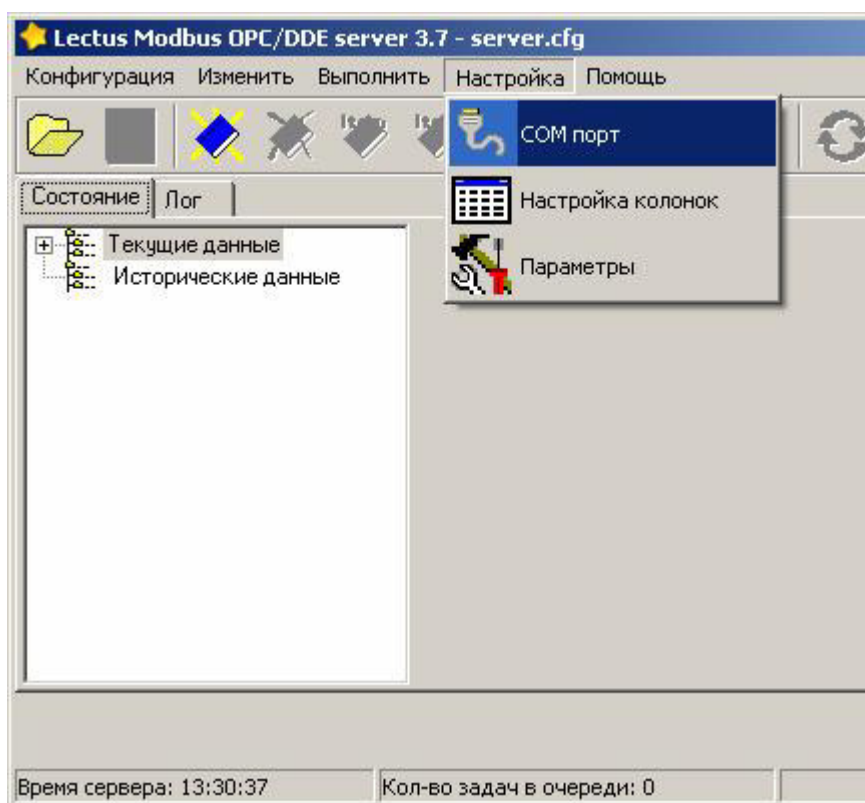 Lectus Modbus OPC/DDE server 3.7 - server.cfg
Конфигурация Изменить Выполнить Настройка Помощь
COM порт
Настройка колонок
Параметры
Состояние Лог
Текущие данные
Исторические данные
Время сервера: 13:30:37 Кол-во задач в очереди: 0